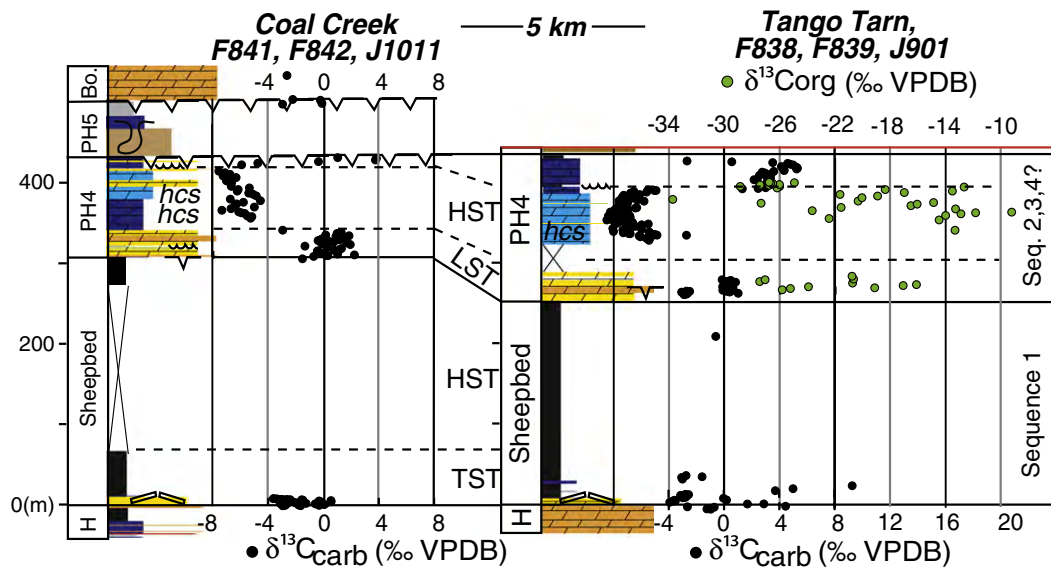 Coal Creek
F841, F842, J1011
5 km
Tango Tarn,
F838, F839, J901
δ¹³Corg (‰ VPDB)
-4 0 4 8
-34 -30 -26 -22 -18 -14 -10
Bo.
PH5
PH4
Sheepbed
H
400
200
0(m)
hcs
hcs
HST
LST
HST
TST
PH4
Sheepbed
H
hcs
Seq. 2,3,4?
Sequence 1
-8 -4 0 4 8
δ¹³Ccarb (‰ VPDB)
-4 0 4 8 12 16 20
δ¹³Ccarb (‰ VPDB)